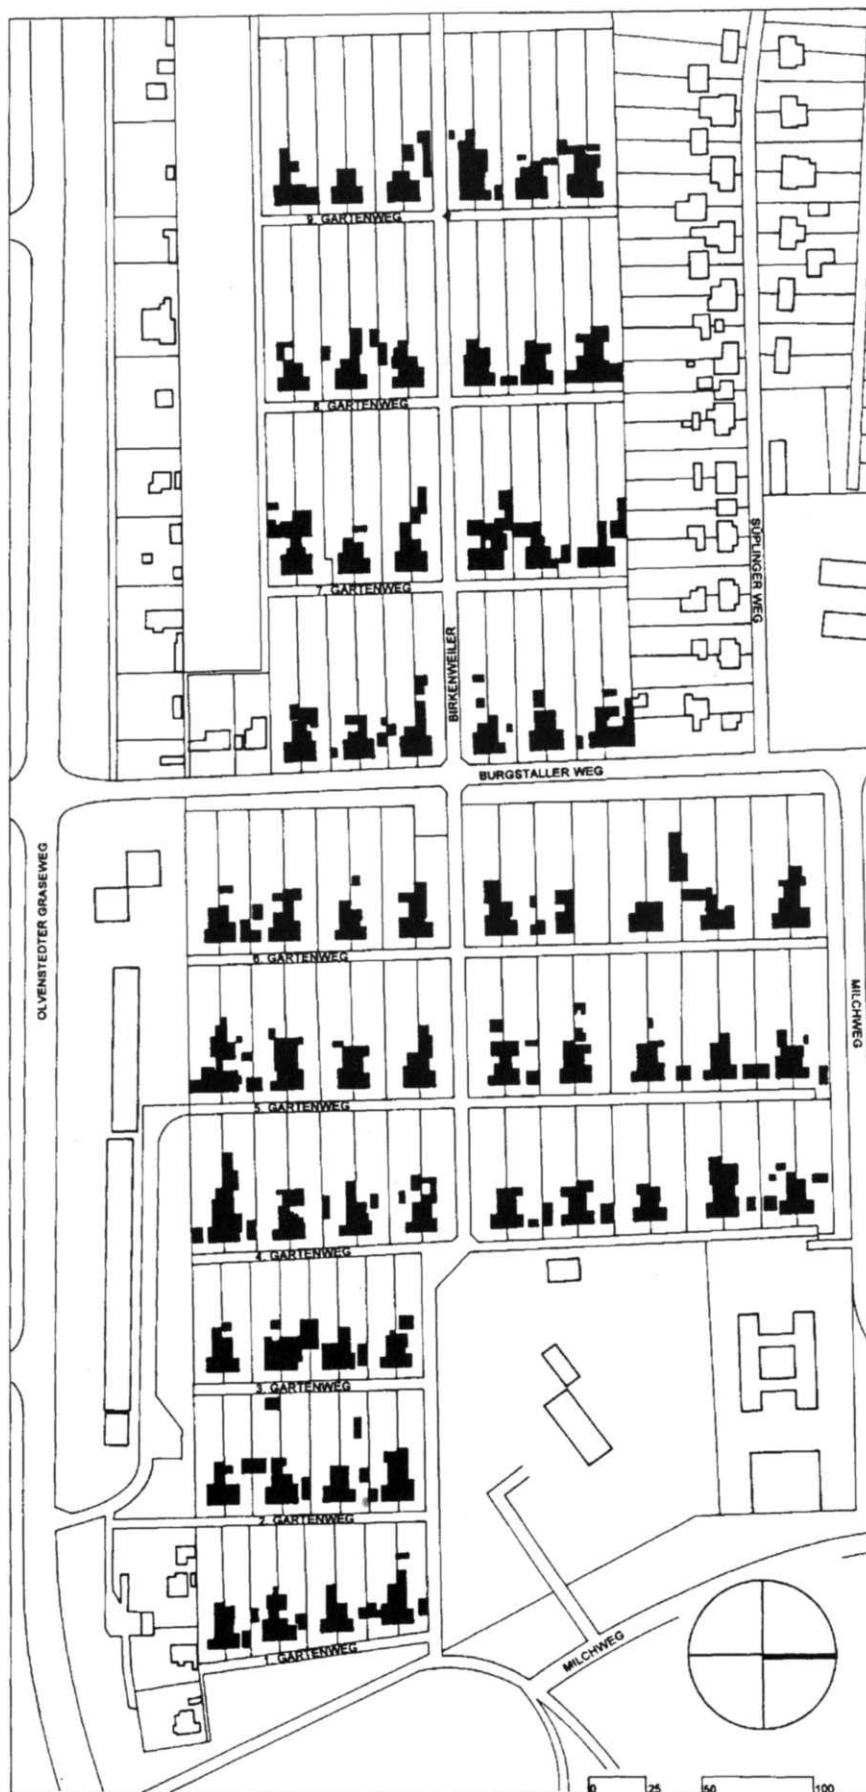 9. GARTENWEG
8. GARTENWEG
SÜPLINGER WEG
7. GARTENWEG
BIRKENWEILER
BURGSTALLER WEG
OLVENSTEDTER GRASEWEG
6. GARTENWEG
MILCHWEG
5. GARTENWEG
4. GARTENWEG
3. GARTENWEG
2. GARTENWEG
1. GARTENWEG
MILCHWEG
0 25 50 100